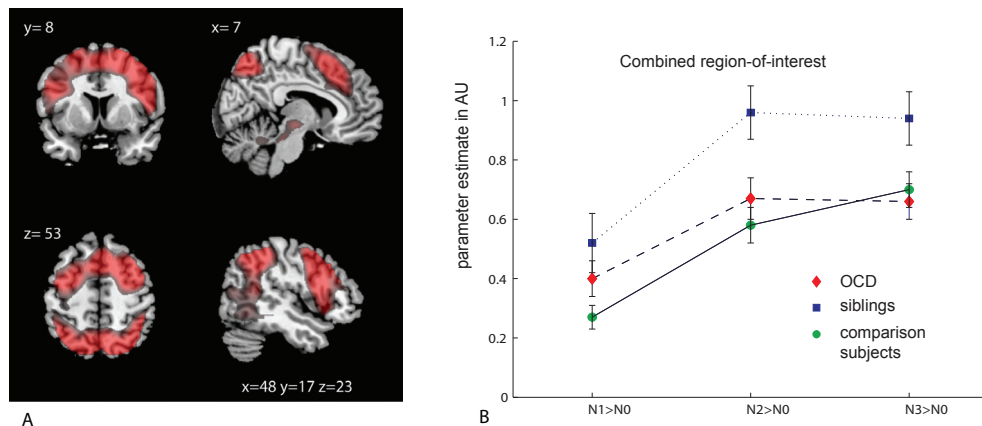 y= 8
x= 7
z= 53
x=48 y=17 z=23
A
Combined region-of-interest
parameter estimate in AU
1.2
1
0.8
0.6
0.4
0.2
0
OCD
siblings
comparison
subjects
N1>N0
N2>N0
N3>N0
B